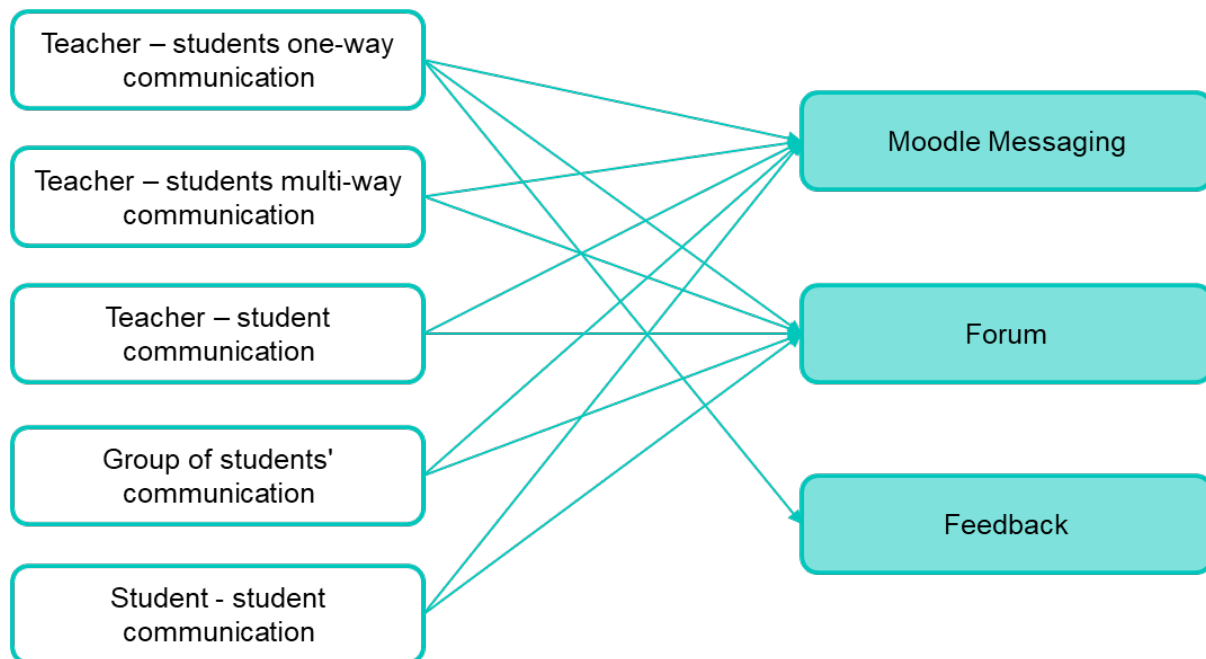 Teacher – students one-way
communication
Teacher – students multi-way
communication
Teacher – student
communication
Group of students'
communication
Student - student
communication
Moodle Messaging
Forum
Feedback